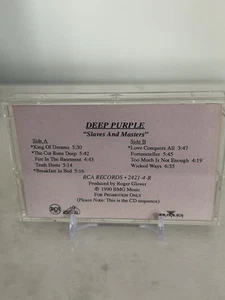 DEEP PURPLE
"Slaves And Masters"
Side A
*King Of Dreams 5:30
*The Cut Runs Deep 5:42
Fire In The Basement 4:43
Truth Hurts 5:14
*Breakfast In Bed 5:16
Side B
*Love Conquers All 3:47
Fortuneteller 5:45
Too Much Is Not Enough 4:19
Wicked Ways 6:35
RCA RECORDS • 2421-4-R
Produced by Roger Glover
© 1990 BMG Music
FOR PROMOTION ONLY
(Please Note: This is the CD sequence)